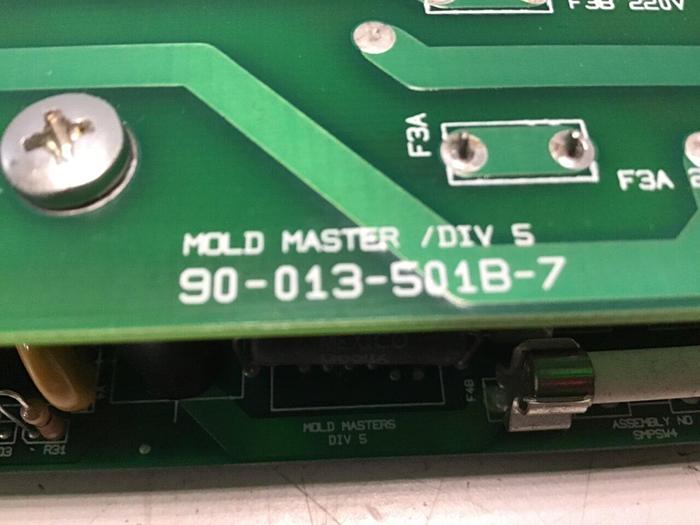 F3B 220V
F3A
F3A
MOLD MASTER /DIV 5
90-013-501B-7
F4B
MOLD MASTERS
DIV 5
ASSEMBLY NO
SMPSW4
R31